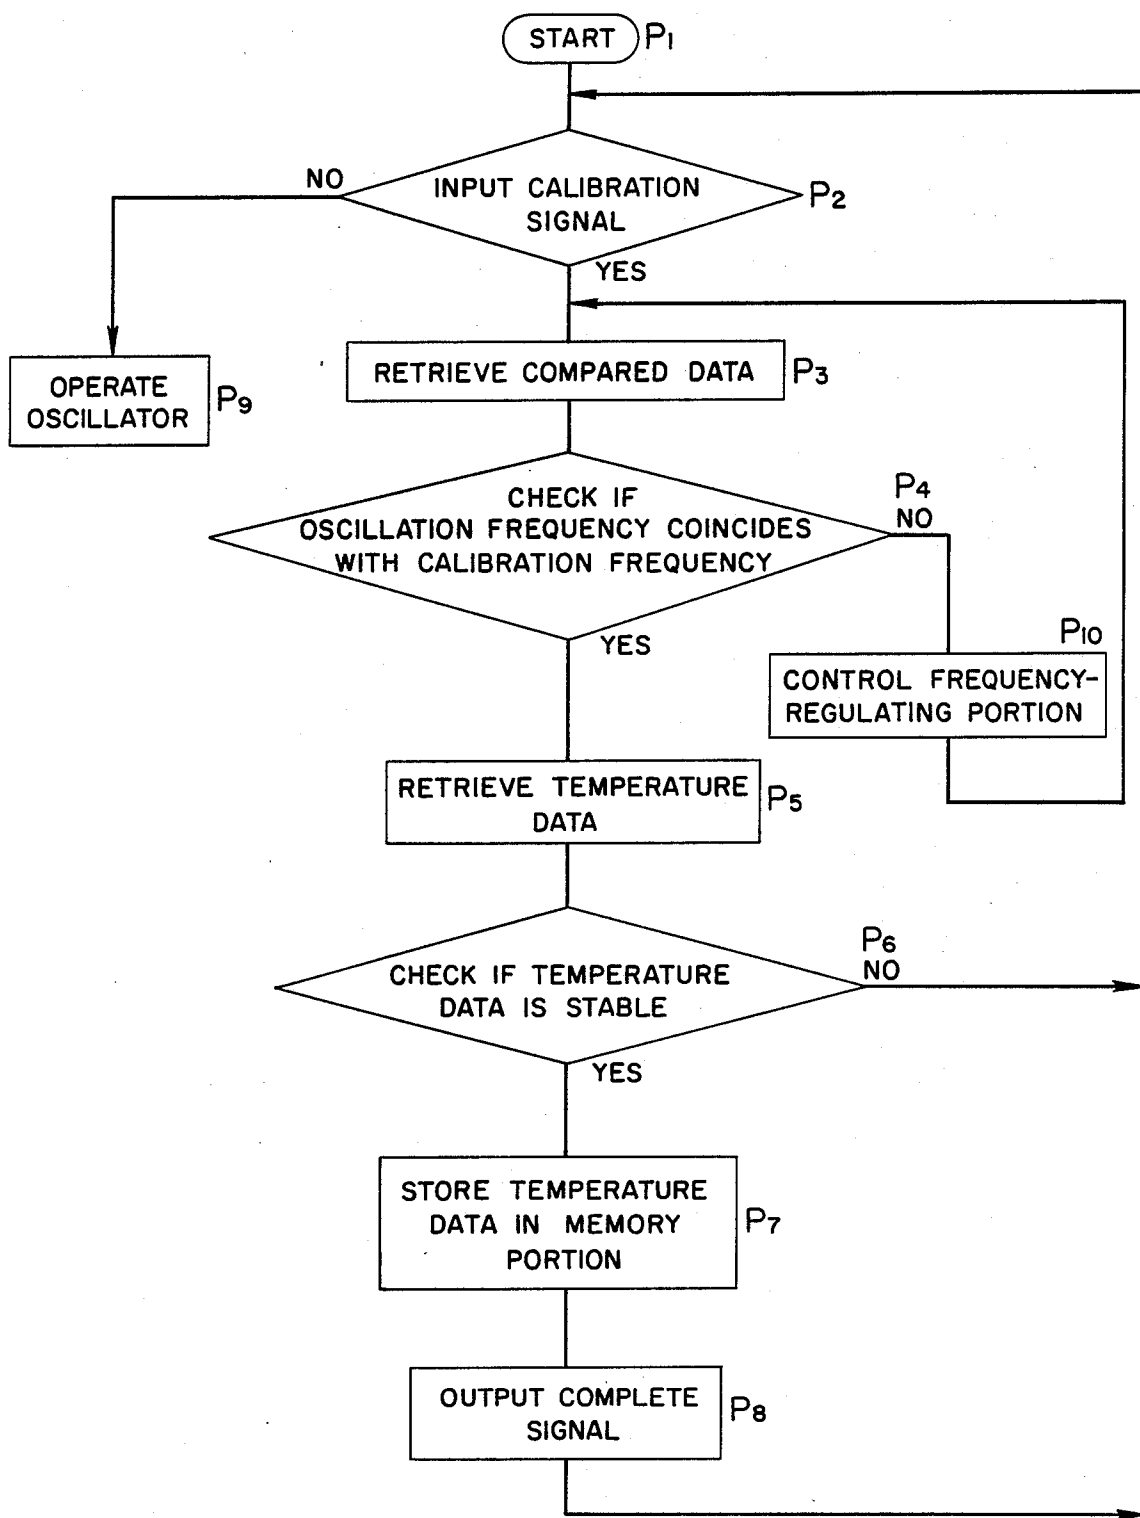 START P1
NO
INPUT CALIBRATION
SIGNAL
P2
YES
OPERATE
OSCILLATOR
P9
RETRIEVE COMPARED DATA P3
CHECK IF
OSCILLATION FREQUENCY COINCIDES
WITH CALIBRATION FREQUENCY
P4
NO
YES
P10
CONTROL FREQUENCY-
REGULATING PORTION
RETRIEVE TEMPERATURE
DATA
P5
CHECK IF TEMPERATURE
DATA IS STABLE
P6
NO
YES
STORE TEMPERATURE
DATA IN MEMORY
PORTION
P7
OUTPUT COMPLETE
SIGNAL
P8